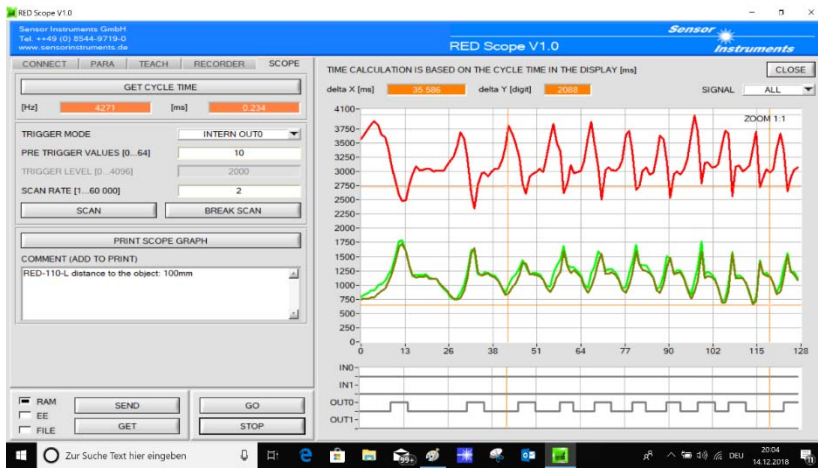 RED Scope V1.0
Sensor Instruments GmbH
Tel. ++49 (0) 8544-9719-0
www.sensorinstruments.de
RED Scope V1.0
Sensor
Instruments
CONNECT PARA TEACH RECORDER SCOPE
GET CYCLE TIME
[Hz] 4271 [ms] 0.234
TRIGGER MODE INTERN OUT0
PRE TRIGGER VALUES [0...64] 10
TRIGGER LEVEL [0...4096] 2000
SCAN RATE [1...60 000] 2
SCAN BREAK SCAN
PRINT SCOPE GRAPH
COMMENT (ADD TO PRINT)
RED-110-L distance to the object: 100mm
RAM
EE
FILE
SEND GO
GET STOP
TIME CALCULATION IS BASED ON THE CYCLE TIME IN THE DISPLAY [ms]
CLOSE
delta X [ms] 35.586 delta Y [digit] 2088 SIGNAL ALL
ZOOM 1:1
4100
3750
3500
3250
3000
2750
2500
2250
2000
1750
1500
1250
1000
750
500
250
0
0 13 26 38 51 64 77 90 102 115 128
IN0
IN1
OUT0
OUT1
Zur Suche Text hier eingeben
99+
DEU
20:04
14.12.2018